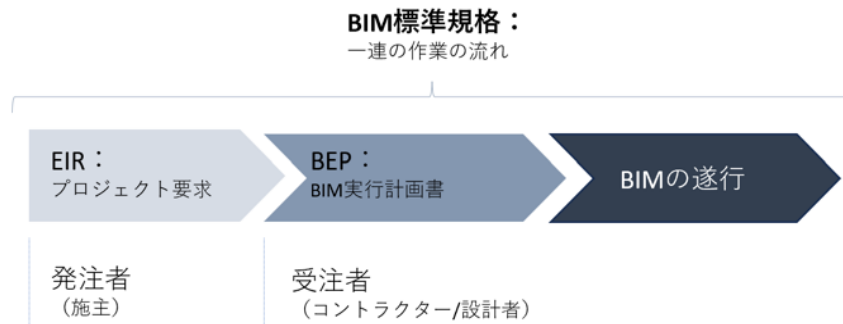 BIM標準規格：
一連の作業の流れ
EIR：
プロジェクト要求
BEP：
BIM実行計画書
BIMの遂行
発注者
（施主）
受注者
（コントラクター/設計者）